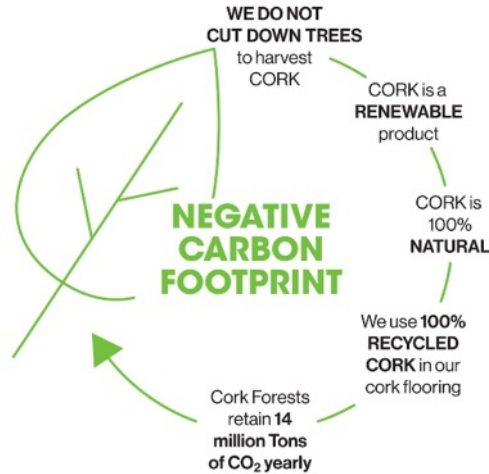 WE DO NOT
CUT DOWN TREES
to harvest
CORK
CORK is a
RENEWABLE
product
CORK is
100%
NATURAL
We use 100%
RECYCLED
CORK in our
cork flooring
Cork Forests
retain 14
million Tons
of CO₂ yearly
NEGATIVE
CARBON
FOOTPRINT